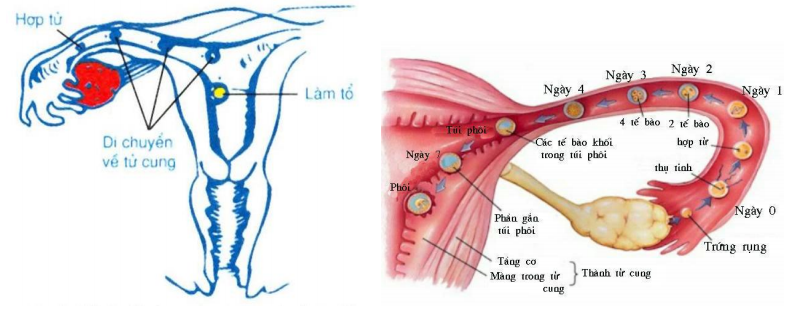 Hợp tử
Làm tổ
Di chuyển
về tử cung
Ngày 4
Ngày 3
Ngày 2
Ngày 1
4 tế bào
2 tế bào
Túi phôi
Các tế bào khối
trong túi phôi
hợp tử
Ngày 7
thụ tinh
Phôi
Ngày 0
Phần gắn
túi phôi
Trứng rụng
Tầng cơ
Màng trong tử
cung
Thành tử cung